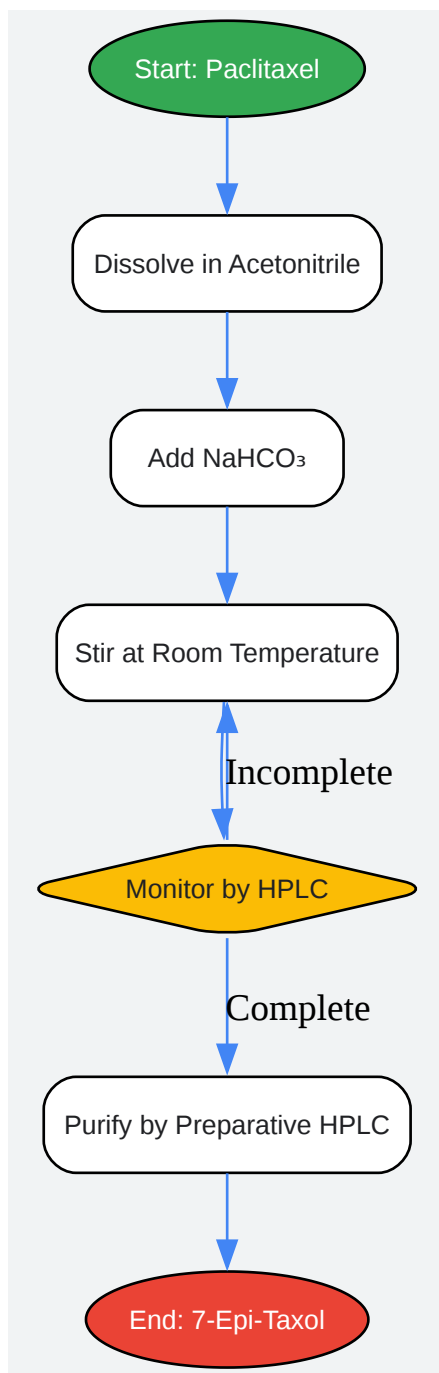 Start: Paclitaxel
Dissolve in Acetonitrile
Add NaHCO₃
Stir at Room Temperature
Incomplete
Monitor by HPLC
Complete
Purify by Preparative HPLC
End: 7-Epi-Taxol